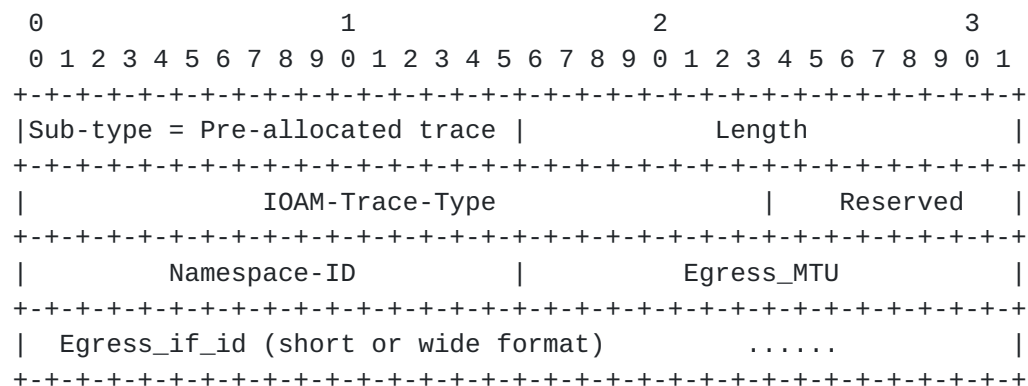 0                   1                   2                   3
 0 1 2 3 4 5 6 7 8 9 0 1 2 3 4 5 6 7 8 9 0 1 2 3 4 5 6 7 8 9 0 1
+-+-+-+-+-+-+-+-+-+-+-+-+-+-+-+-+-+-+-+-+-+-+-+-+-+-+-+-+-+-+-+-+
|Sub-type = Pre-allocated trace |            Length             |
+-+-+-+-+-+-+-+-+-+-+-+-+-+-+-+-+-+-+-+-+-+-+-+-+-+-+-+-+-+-+-+-+
|               IOAM-Trace-Type                 |    Reserved   |
+-+-+-+-+-+-+-+-+-+-+-+-+-+-+-+-+-+-+-+-+-+-+-+-+-+-+-+-+-+-+-+-+
|         Namespace-ID          |          Egress_MTU           |
+-+-+-+-+-+-+-+-+-+-+-+-+-+-+-+-+-+-+-+-+-+-+-+-+-+-+-+-+-+-+-+-+
|  Egress_if_id (short or wide format)         ......           |
+-+-+-+-+-+-+-+-+-+-+-+-+-+-+-+-+-+-+-+-+-+-+-+-+-+-+-+-+-+-+-+-+